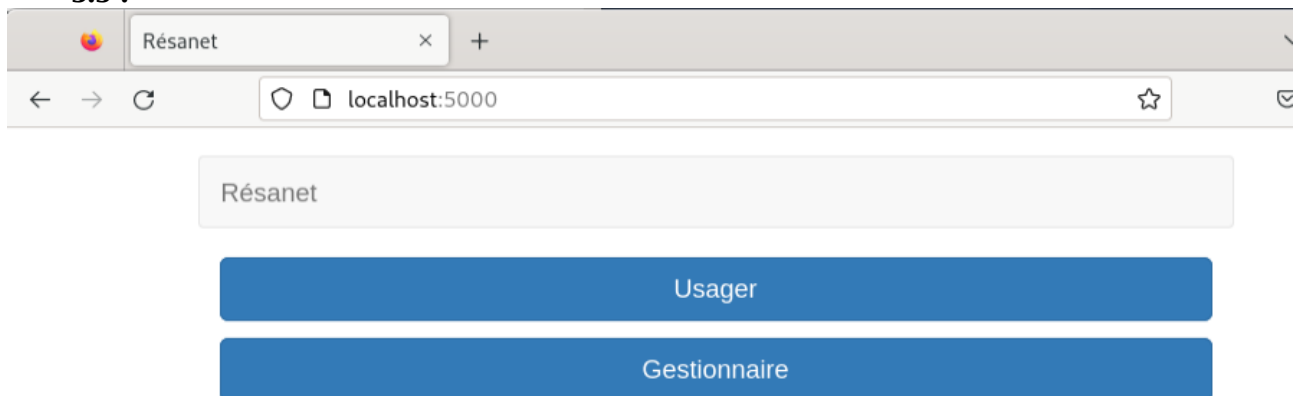 Résanet
localhost:5000
Résanet
Usager
Gestionnaire